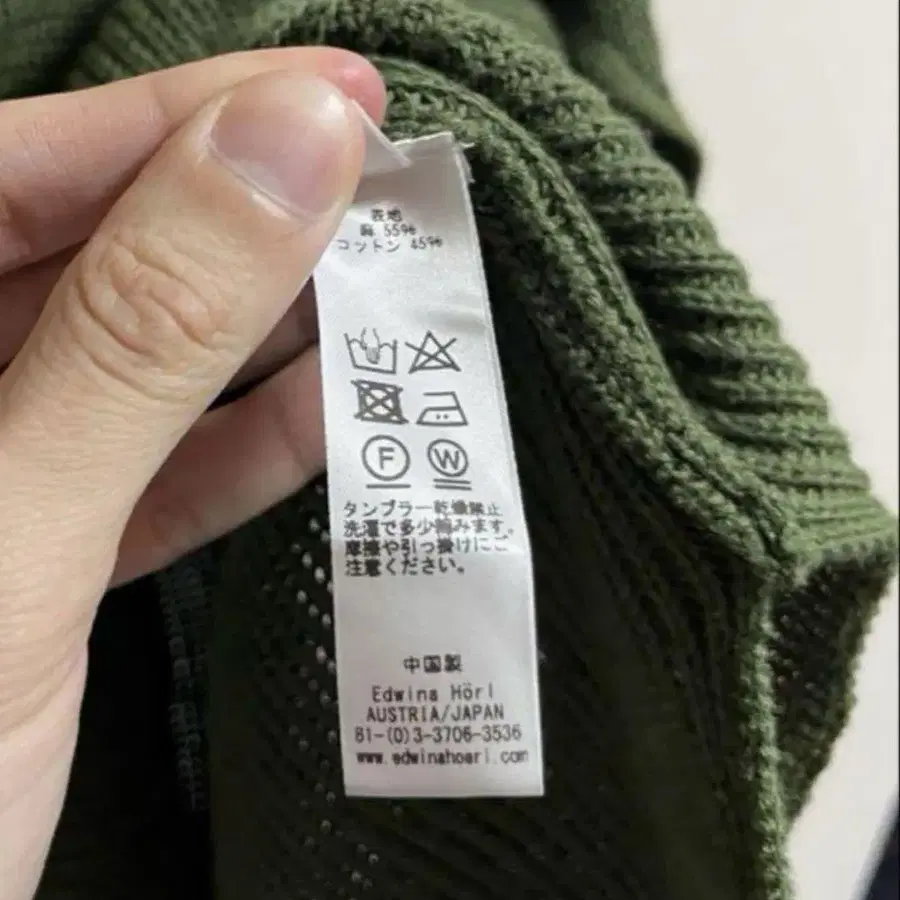 表地
麻 55%
コットン 45%
F W
タンブラー乾燥禁止
洗濯で多少縮みます。
摩擦や引っ掛けにご
注意ください。
中国製
Edwina Hörl
AUSTRIA/JAPAN
81-(0)3-3706-3536
www.edwinahoerl.com